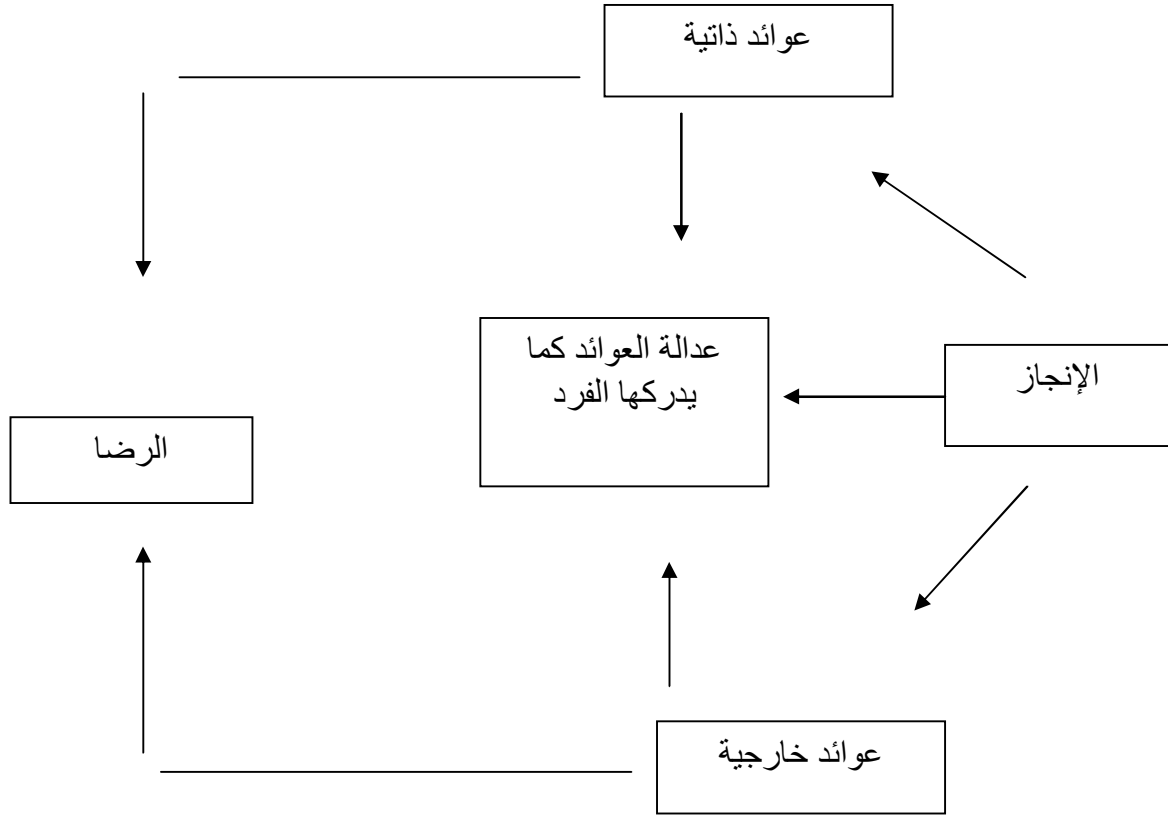 عوائد ذاتية
عدالة العوائد كما
يدركها الفرد
الإنجاز
الرضا
عوائد خارجية